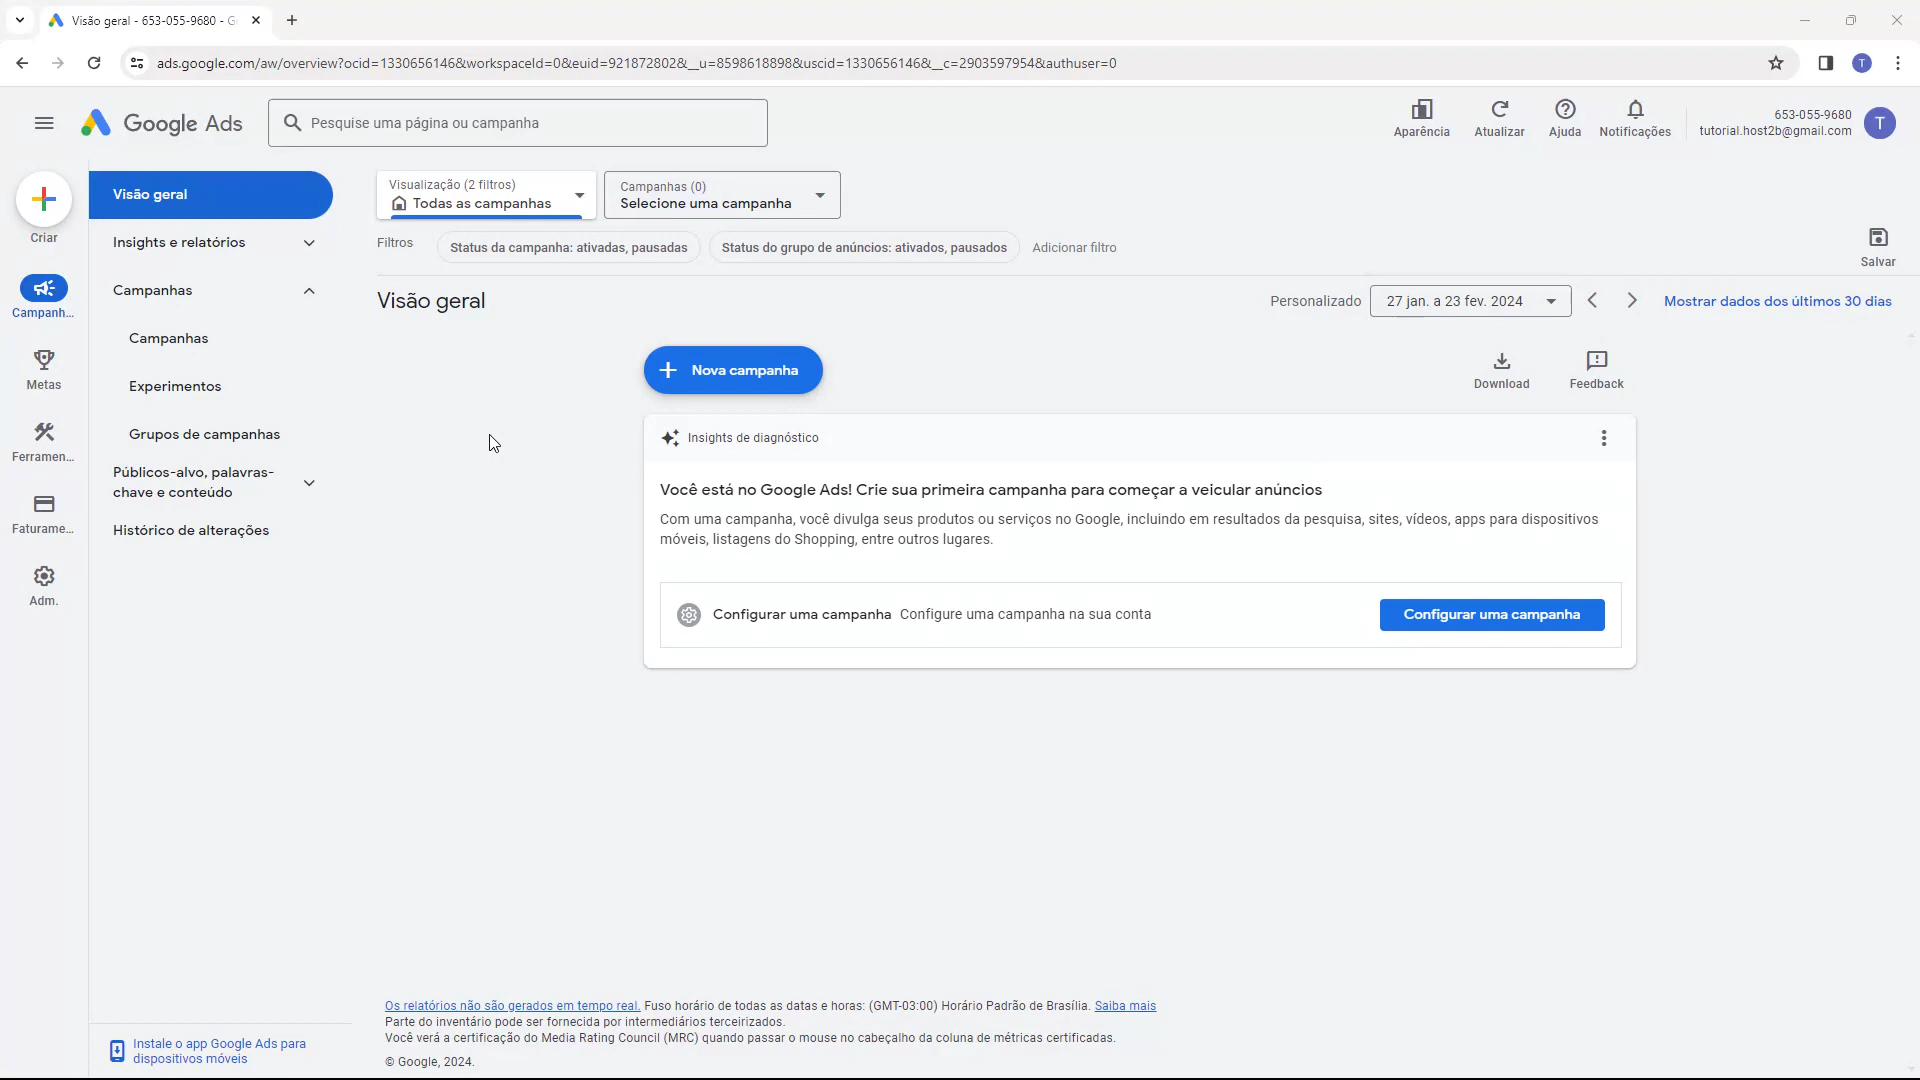 Visão geral - 653-055-9680 - G
ads.google.com/aw/overview?ocid=1330656146&workspaceId=0&euid=921872802&__u=8598618898&uscid=1330656146&__c=2903597954&authuser=0
T
Google Ads
Pesquise uma página ou campanha
Aparência
Atualizar
Ajuda
Notificações
653-055-9680
tutorial.host2b@gmail.com
T
Criar
Campanh...
Metas
Ferramen...
Faturame...
Adm.
Visão geral
Insights e relatórios
Campanhas
Campanhas
Experimentos
Grupos de campanhas
Públicos-alvo, palavras-
chave e conteúdo
Histórico de alterações
Instale o app Google Ads para
dispositivos móveis
Visualização (2 filtros)
Todas as campanhas
Campanhas (0)
Selecione uma campanha
Filtros
Status da campanha: ativadas, pausadas
Status do grupo de anúncios: ativados, pausados
Adicionar filtro
Salvar
Visão geral
Personalizado
27 jan. a 23 fev. 2024
Mostrar dados dos últimos 30 dias
Nova campanha
Download
Feedback
Insights de diagnóstico
Você está no Google Ads! Crie sua primeira campanha para começar a veicular anúncios
Com uma campanha, você divulga seus produtos ou serviços no Google, incluindo em resultados da pesquisa, sites, vídeos, apps para dispositivos
móveis, listagens do Shopping, entre outros lugares.
Configurar uma campanha Configure uma campanha na sua conta
Configurar uma campanha
Os relatórios não são gerados em tempo real. Fuso horário de todas as datas e horas: (GMT-03:00) Horário Padrão de Brasília. Saiba mais
Parte do inventário pode ser fornecida por intermediários terceirizados.
Você verá a certificação do Media Rating Council (MRC) quando passar o mouse no cabeçalho da coluna de métricas certificadas.
© Google, 2024.